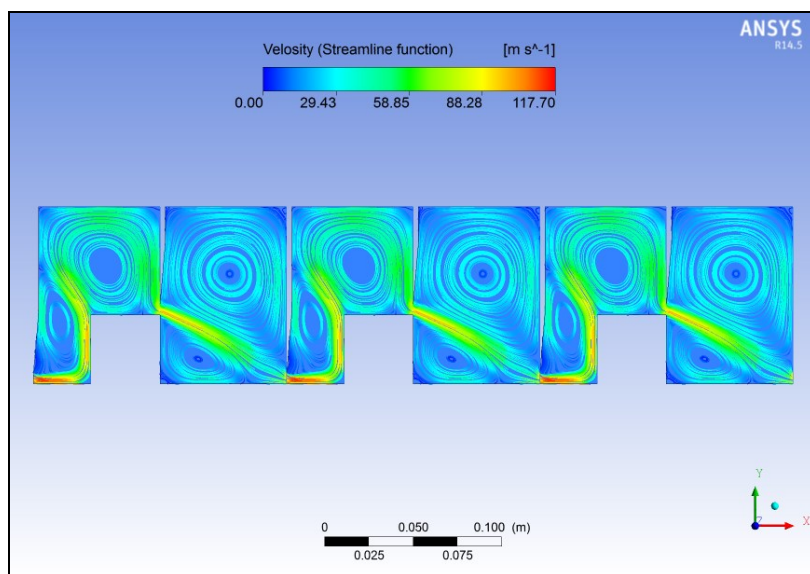 ANSYS
R14.5
Velosity (Streamline function) [m s^-1]
0.00 29.43 58.85 88.28 117.70
Y
X
0 0.050 0.100 (m)
0.025 0.075